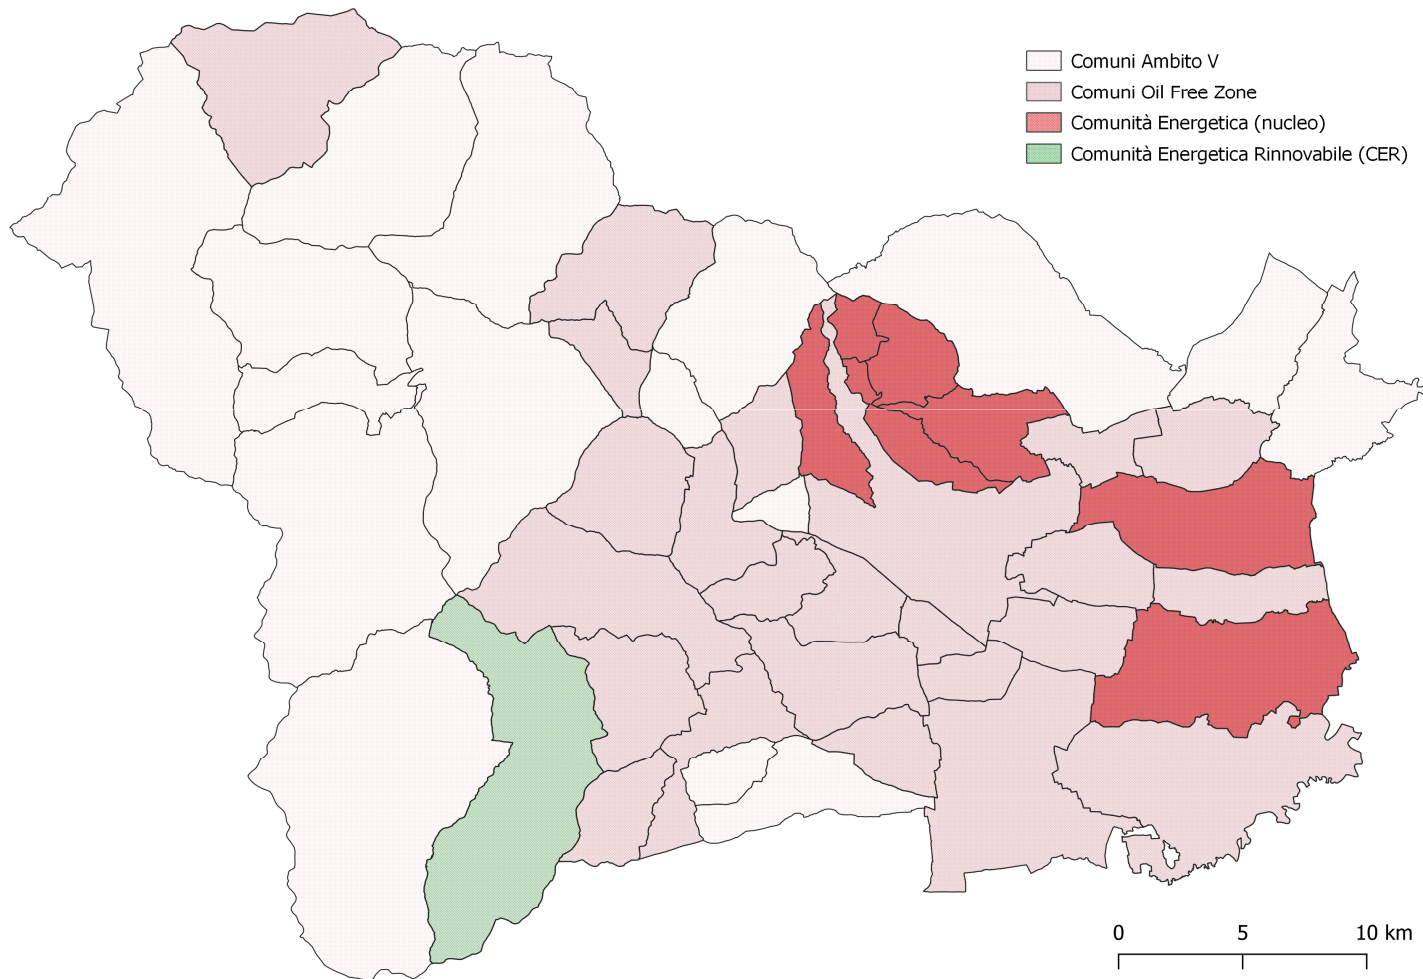 Comuni Ambito V
Comuni Oil Free Zone
Comunità Energetica (nucleo)
Comunità Energetica Rinnovabile (CER)
0 5 10 km